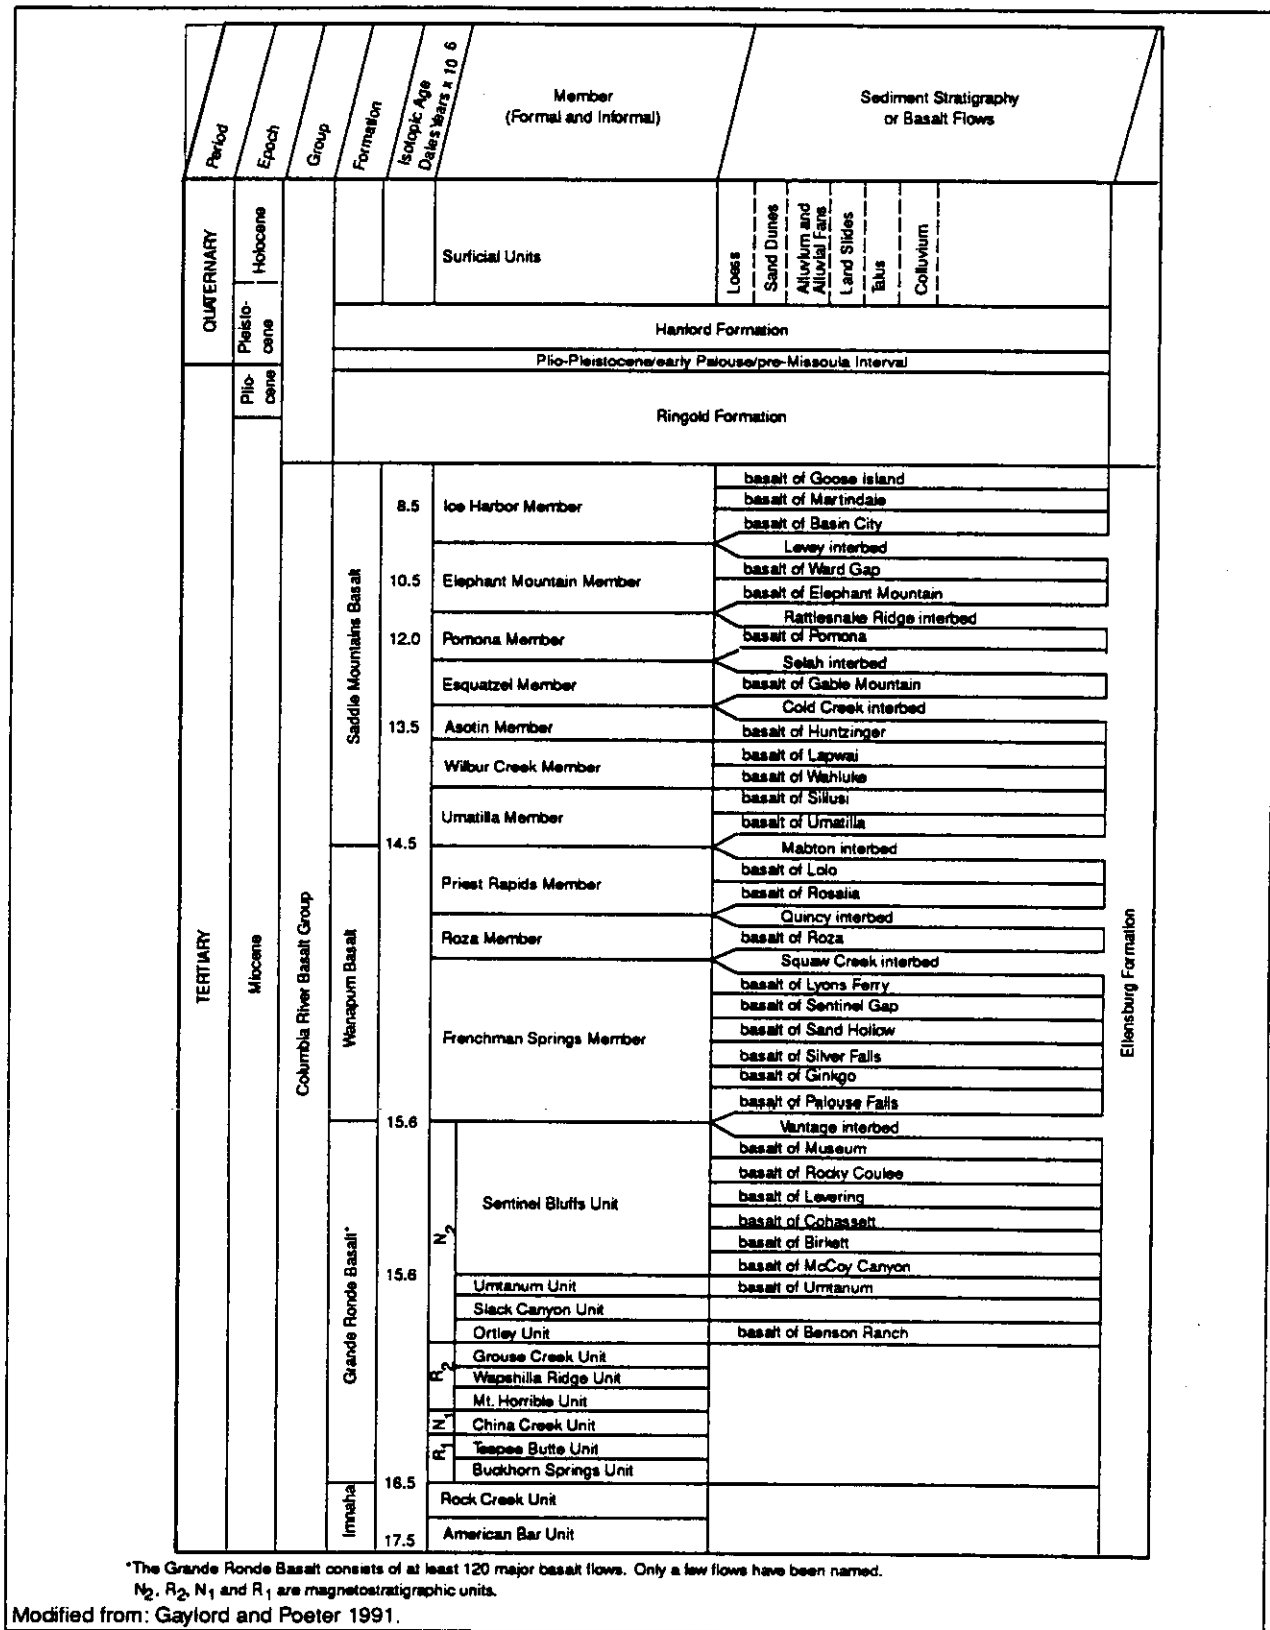 Period
Epoch
Group
Formation
Isotopic Age
Dates Years x 10 6
Member
(Formal and Informal)
Sediment Stratigraphy
or Basalt Flows
QUATERNARY
Holocene
Pleisto-
cene
Surficial Units
Loess
Sand Dunes
Alluvium and
Alluvial Fans
Land Slides
Talus
Colluvium
Hanford Formation
Plio-Pleistocene/early Palouse/pre-Missoula Interval
TERTIARY
Plio-
cene
Ringold Formation
Miocene
Columbia River Basalt Group
Ellensburg Formation
Saddle Mountains Basalt
8.5
Ice Harbor Member
basalt of Goose Island
basalt of Martindale
basalt of Basin City
Levey interbed
10.5
Elephant Mountain Member
basalt of Ward Gap
basalt of Elephant Mountain
Rattlesnake Ridge interbed
12.0
Pomona Member
basalt of Pomona
Selah interbed
Esquatzel Member
basalt of Gable Mountain
Cold Creek interbed
13.5
Asotin Member
basalt of Huntzinger
Wilbur Creek Member
basalt of Lapwai
basalt of Wahluke
Umatilla Member
basalt of Sillusi
basalt of Umatilla
14.5
Mabton interbed
Wanapum Basalt
Priest Rapids Member
basalt of Lolo
basalt of Rosalia
Quincy interbed
Roza Member
basalt of Roza
Squaw Creek interbed
Frenchman Springs Member
basalt of Lyons Ferry
basalt of Sentinel Gap
basalt of Sand Hollow
basalt of Silver Falls
basalt of Ginkgo
basalt of Palouse Falls
15.6
Vantage interbed
Grande Ronde Basalt*
N2
Sentinel Bluffs Unit
basalt of Museum
basalt of Rocky Coulee
basalt of Levering
basalt of Cohassett
basalt of Birkett
basalt of McCoy Canyon
15.6
Umtanum Unit
basalt of Umtanum
Slack Canyon Unit
Ortley Unit
basalt of Benson Ranch
R2
Grouse Creek Unit
Wapshilla Ridge Unit
Mt. Horrible Unit
N1
China Creek Unit
R1
Teepee Butte Unit
Buckhorn Springs Unit
16.5
Imnaha
Rock Creek Unit
American Bar Unit
17.5
*The Grande Ronde Basalt consists of at least 120 major basalt flows. Only a few flows have been named.
N2, R2, N1 and R1 are magnetostratigraphic units.
Modified from: Gaylord and Poeter 1991.